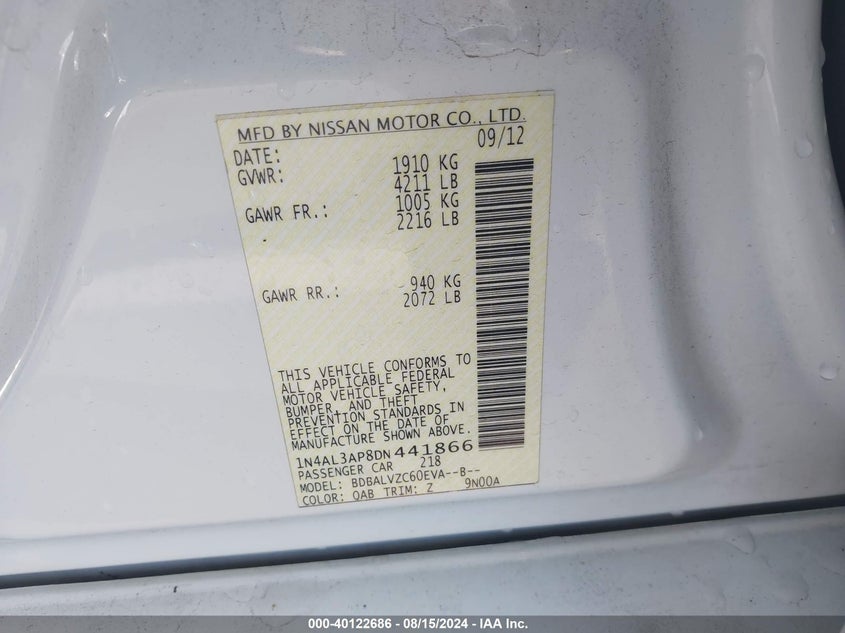 MFD BY NISSAN MOTOR CO., LTD.
DATE: 09/12
GVWR: 1910 KG
4211 LB
GAWR FR.: 1005 KG
2216 LB
GAWR RR.: 940 KG
2072 LB
THIS VEHICLE CONFORMS TO
ALL APPLICABLE FEDERAL
MOTOR VEHICLE SAFETY,
BUMPER, AND THEFT
PREVENTION STANDARDS IN
EFFECT ON THE DATE OF
MANUFACTURE SHOWN ABOVE.
1N4AL3AP8DN441866
PASSENGER CAR 218
MODEL: BDBALVZC60EVA--B--
COLOR: QAB TRIM: Z 9N00A
000-40122686 - 08/15/2024 - IAA Inc.